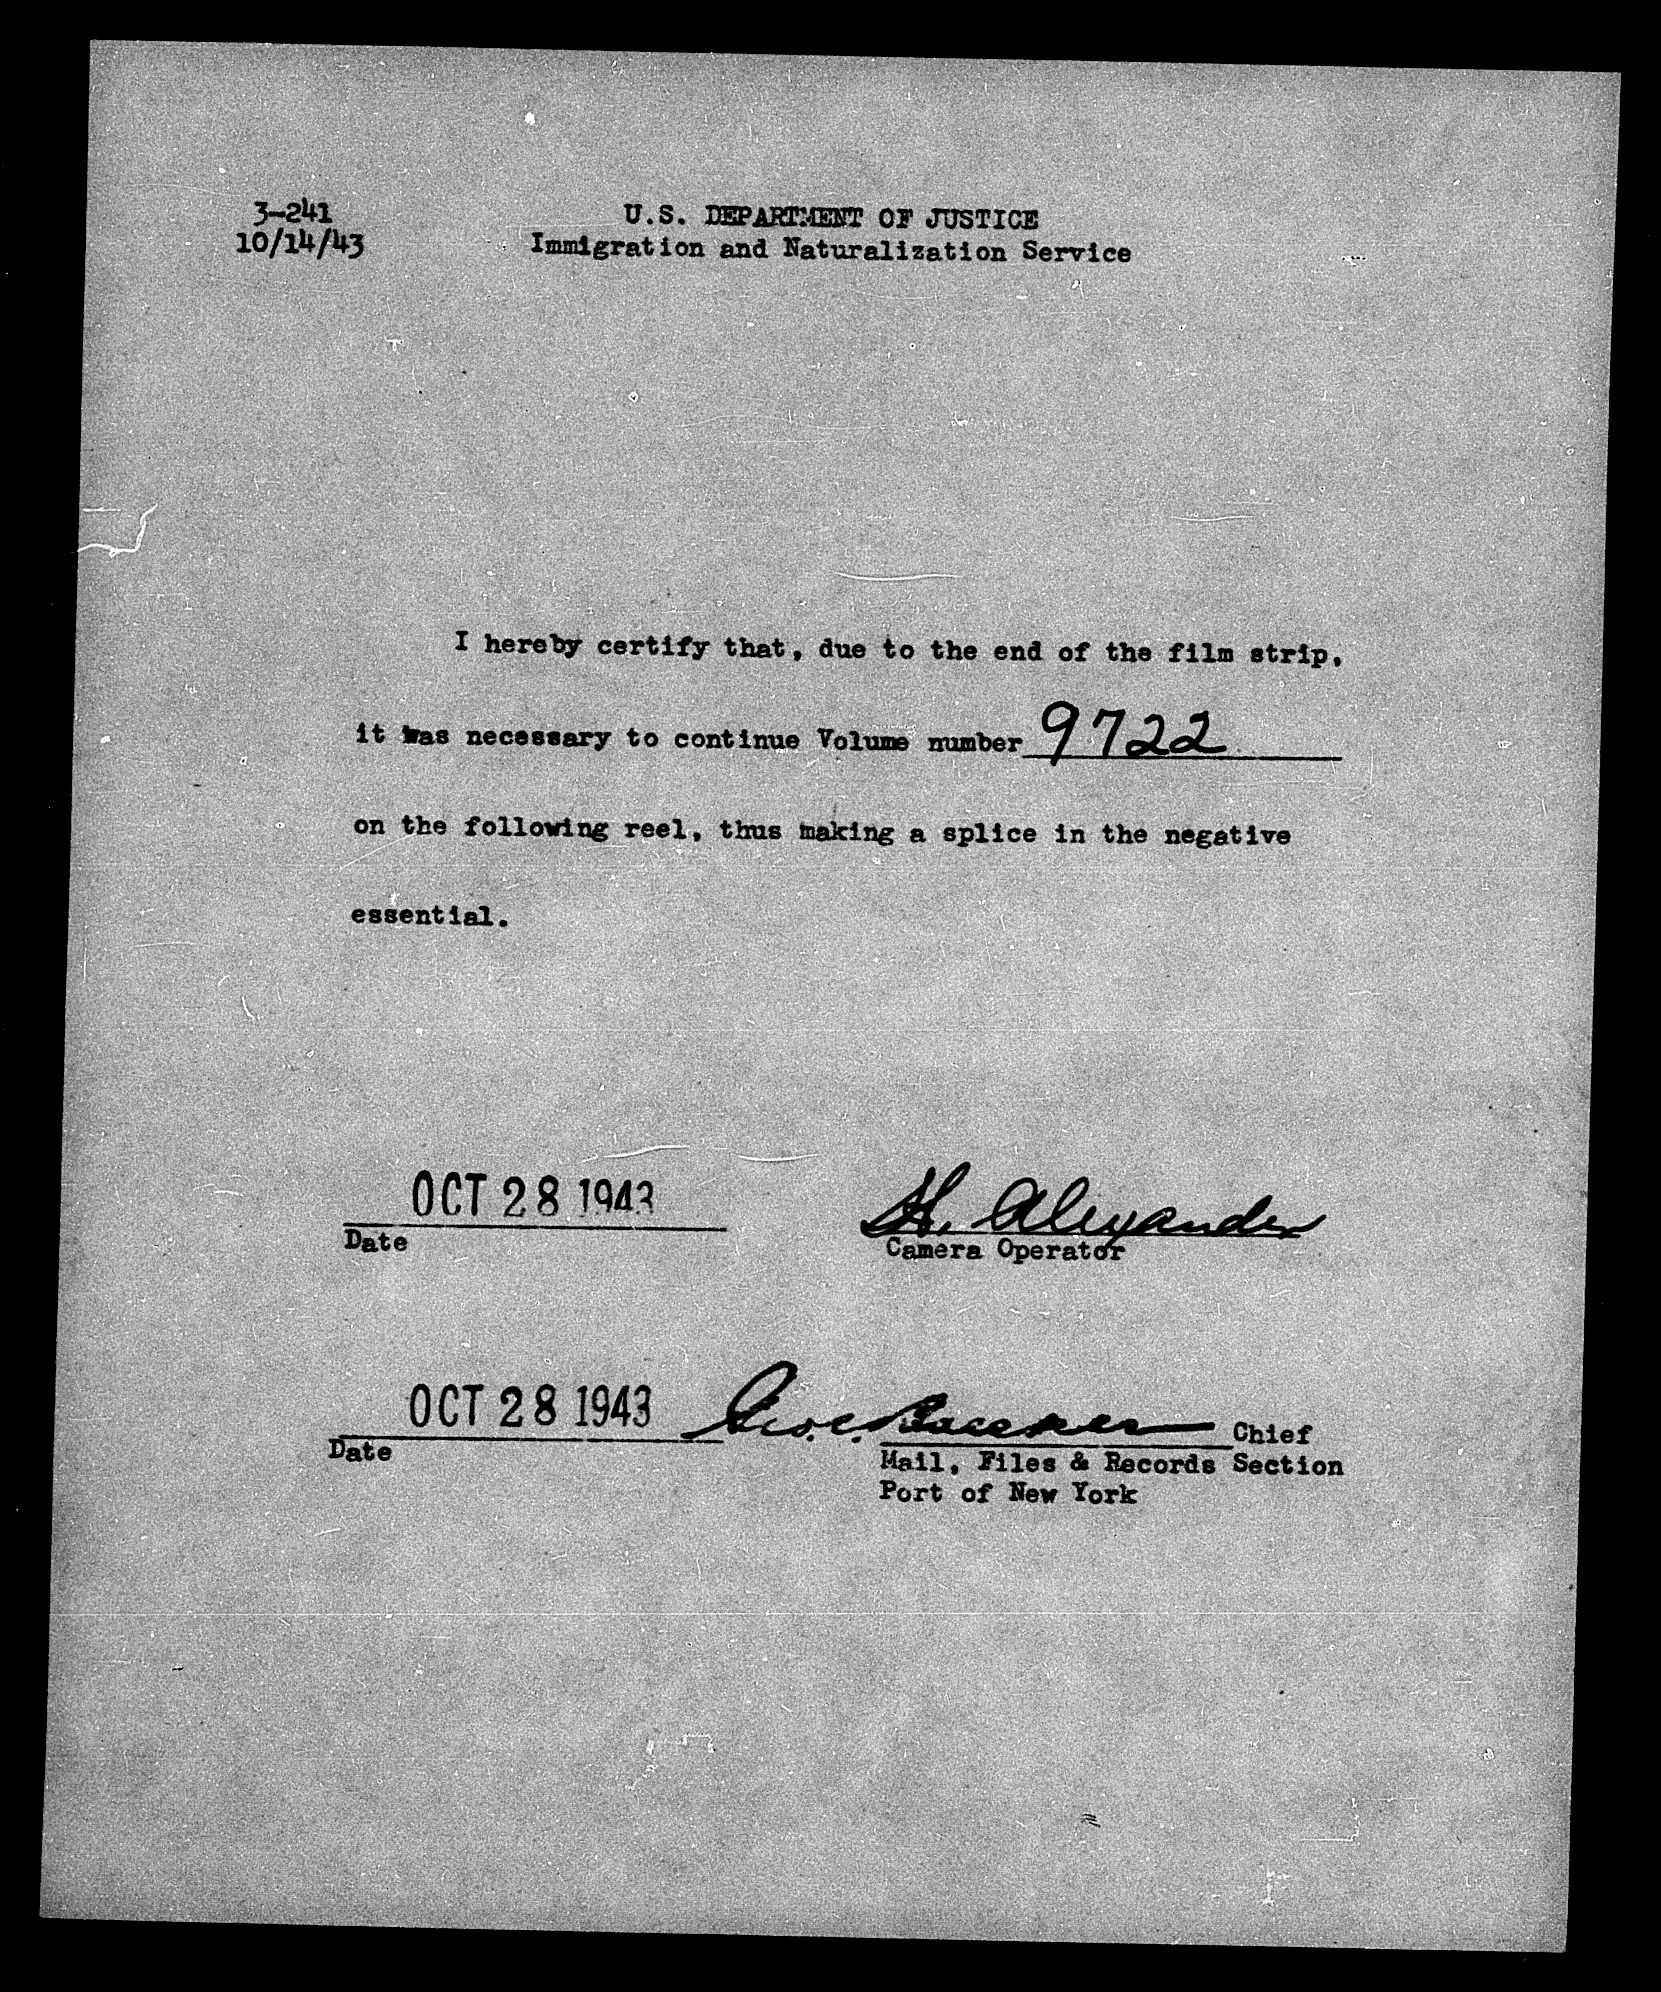 3-241
10/14/43
U.S. DEPARTMENT OF JUSTICE
Immigration and Naturalization Service
I hereby certify that, due to the end of the film strip,
it was necessary to continue Volume number 9722
on the following reel, thus making a splice in the negative
essential.
OCT 28 1943
Date
H. Alexander
Camera Operator
OCT 28 1943
Date
Geo. C.
Chief
Mail, Files & Records Section
Port of New York